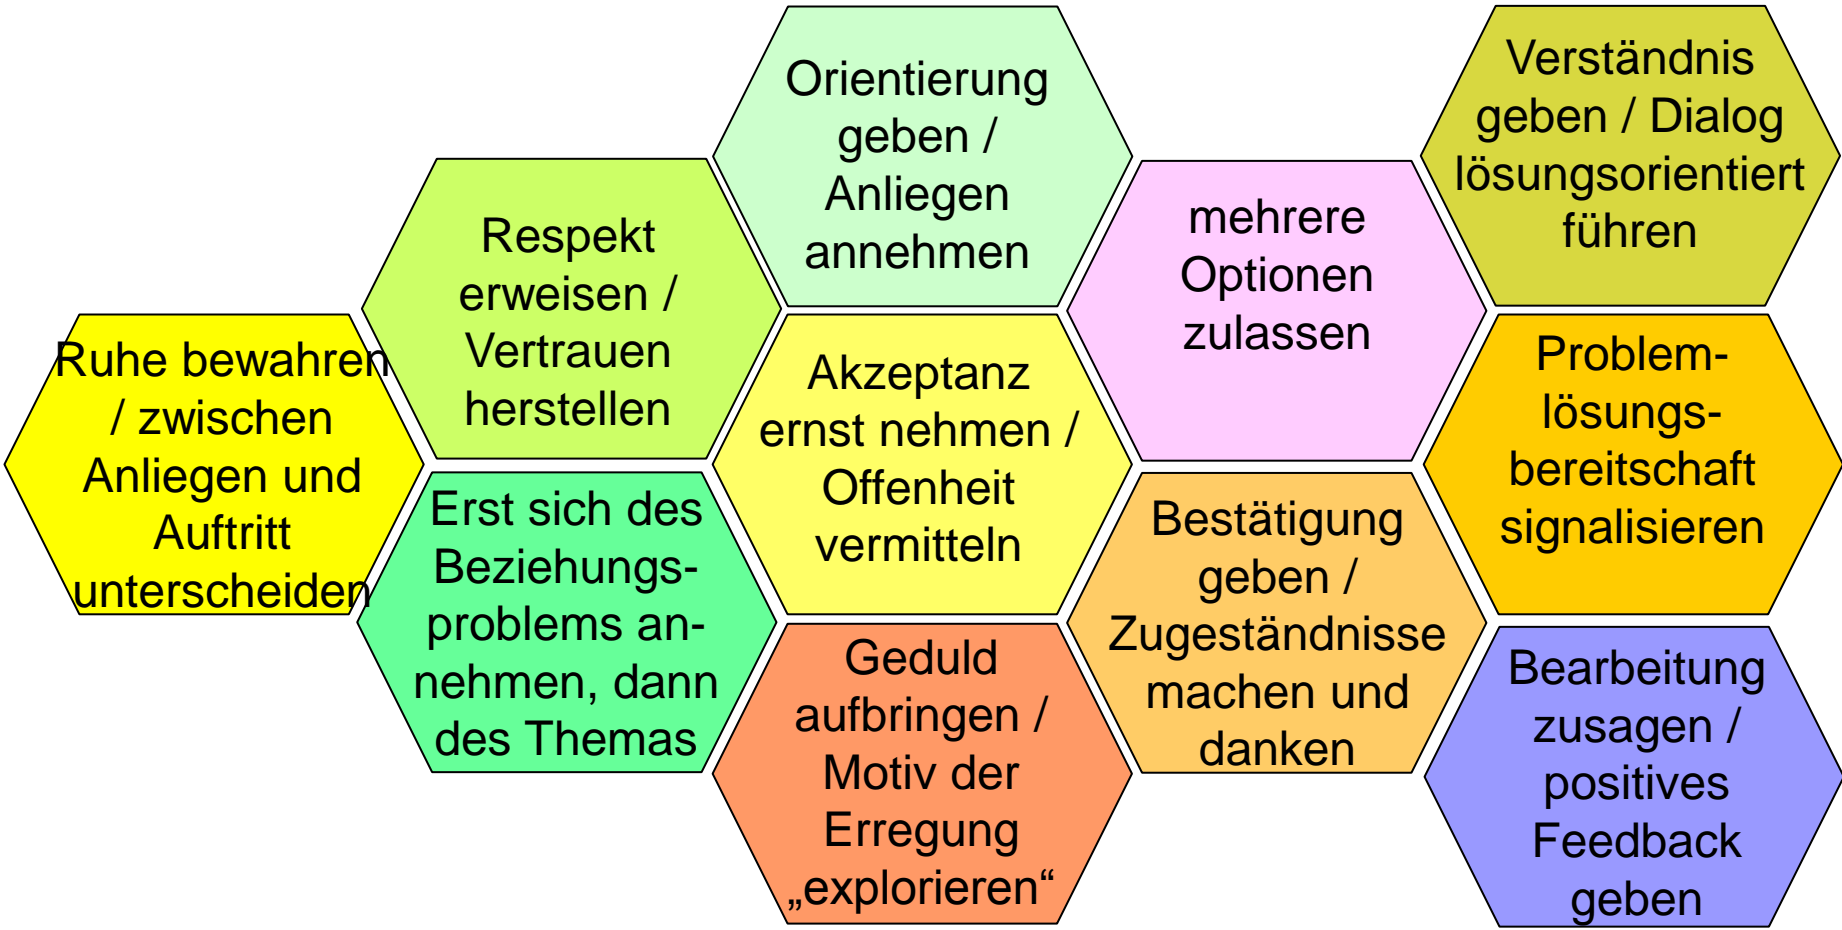 Ruhe bewahren
/ zwischen
Anliegen und
Auftritt
unterscheiden
Respekt
erweisen /
Vertrauen
herstellen
Erst sich des
Beziehungs-
problems an-
nehmen, dann
des Themas
Orientierung
geben /
Anliegen
annehmen
Akzeptanz
ernst nehmen /
Offenheit
vermitteln
Geduld
aufbringen /
Motiv der
Erregung
„explorieren“
mehrere
Optionen
zulassen
Bestätigung
geben /
Zugeständnisse
machen und
danken
Verständnis
geben / Dialog
lösungsorientiert
führen
Problem-
lösungs-
bereitschaft
signalisieren
Bearbeitung
zusagen /
positives
Feedback
geben